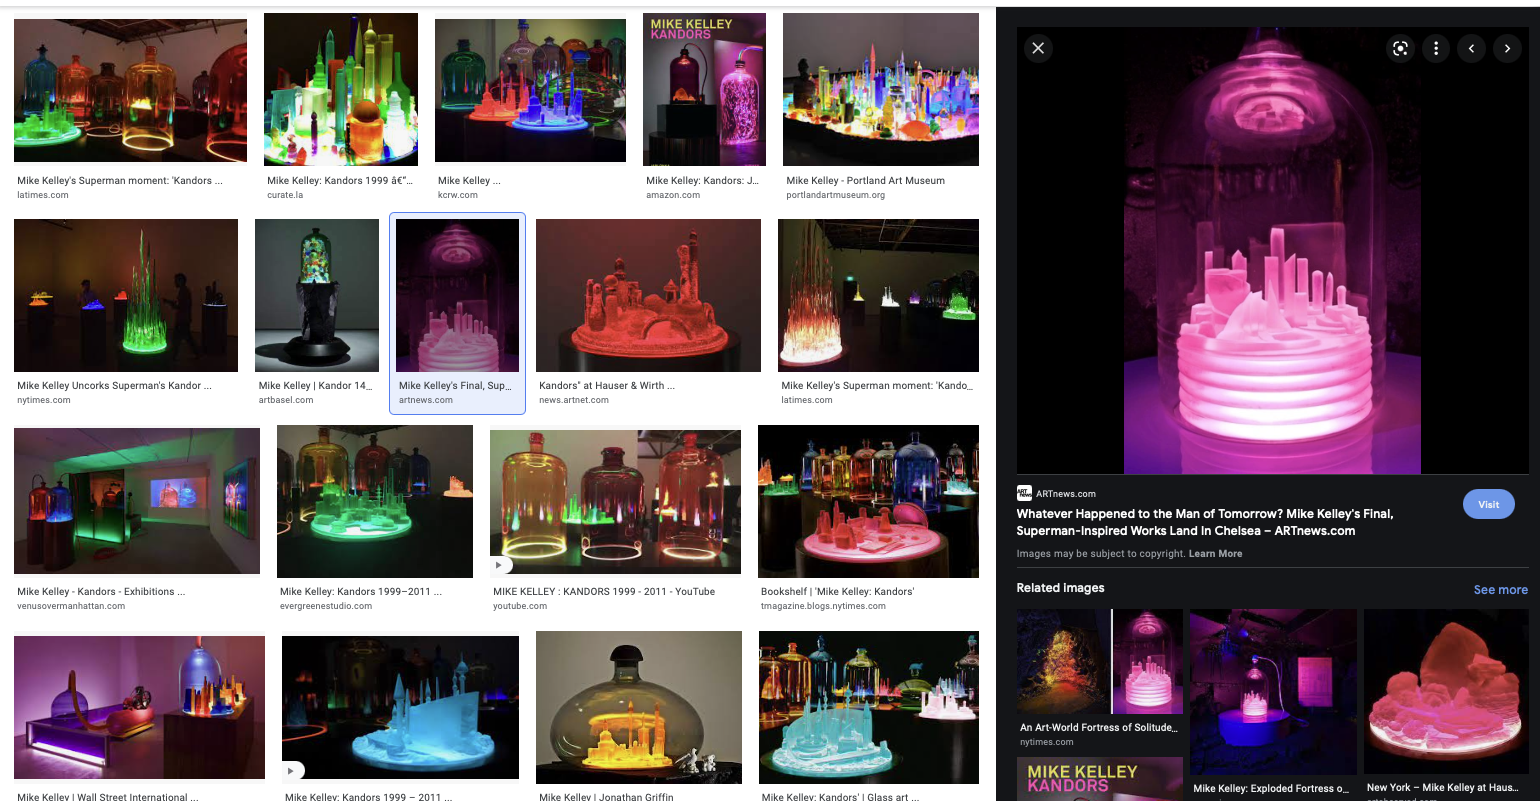 MIKE KELLEY
KANDORS
Mike Kelley's Superman moment: 'Kandors ...
latimes.com
Mike Kelley: Kandors 1999 â€“...
curate.la
Mike Kelley ...
kcrw.com
Mike Kelley: Kandors: J...
amazon.com
Mike Kelley - Portland Art Museum
portlandartmuseum.org
Mike Kelley Uncorks Superman's Kandor ...
nytimes.com
Mike Kelley | Kandor 14...
artbasel.com
Mike Kelley's Final, Sup...
artnews.com
Kandors" at Hauser & Wirth ...
news.artnet.com
Mike Kelley's Superman moment: 'Kando...
latimes.com
Mike Kelley - Kandors - Exhibitions ...
venusovermanhattan.com
Mike Kelley: Kandors 1999–2011 ...
evergreenestudio.com
MIKE KELLEY : KANDORS 1999 - 2011 - YouTube
youtube.com
Bookshelf | 'Mike Kelley: Kandors'
tmagazine.blogs.nytimes.com
Mike Kelley | Wall Street International ...
Mike Kelley: Kandors 1999 – 2011 ...
Mike Kelley | Jonathan Griffin
Mike Kelley: Kandors' | Glass art ...
ART news
ARTnews.com
Whatever Happened to the Man of Tomorrow? Mike Kelley's Final,
Superman-Inspired Works Land in Chelsea – ARTnews.com
Visit
Images may be subject to copyright. Learn More
Related images
See more
An Art-World Fortress of Solitude...
nytimes.com
MIKE KELLEY
KANDORS
Mike Kelley: Exploded Fortress o...
New York – Mike Kelley at Haus...